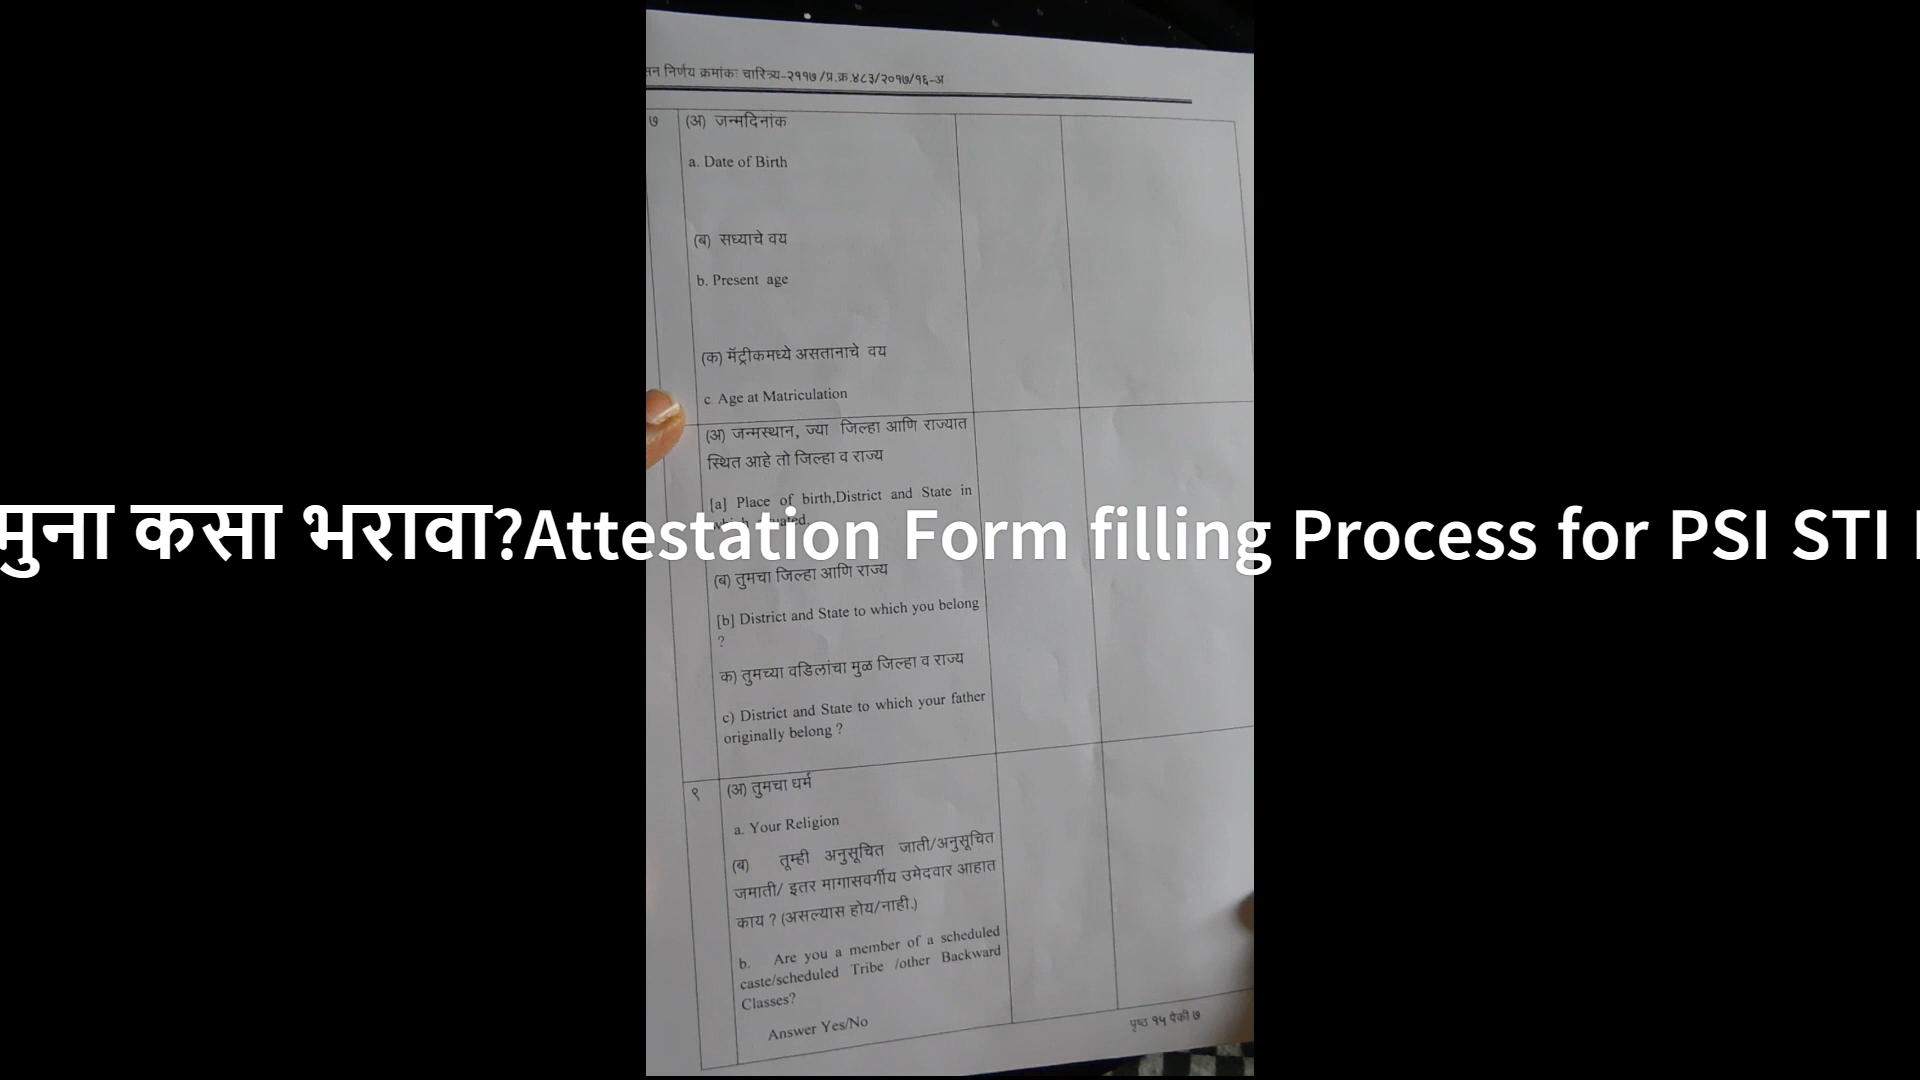 निर्णय क्रमांकः चारित्र्य-२११७/प्र.क्र.४८३/२०१७/१६-अ
७ (अ) जन्मदिनांक
a. Date of Birth
(ब) सध्याचे वय
b. Present age
(क) मॅट्रीकमध्ये असतानाचे वय
c Age at Matriculation
(अ) जन्मस्थान, ज्या जिल्हा आणि राज्यात
स्थित आहे तो जिल्हा व राज्य
[a] Place of birth,District and State in
कसा भरावा?Attestation Form filling Process for PSI STI
(ब) तुमचा जिल्हा आणि राज्य
[b] District and State to which you belong
?
क) तुमच्या वडिलांचा मुळ जिल्हा व राज्य
c) District and State to which your father
originally belong ?
९ (अ) तुमचा धर्म
a. Your Religion
(ब) तूम्ही अनुसूचित जाती/अनुसूचित
जमाती/ इतर मागासवर्गीय उमेदवार आहात
काय ? (असल्यास होय/नाही.)
b. Are you a member of a scheduled
caste/scheduled Tribe /other Backward
Classes?
Answer Yes/No
पृष्ठ १५ पैकी ७